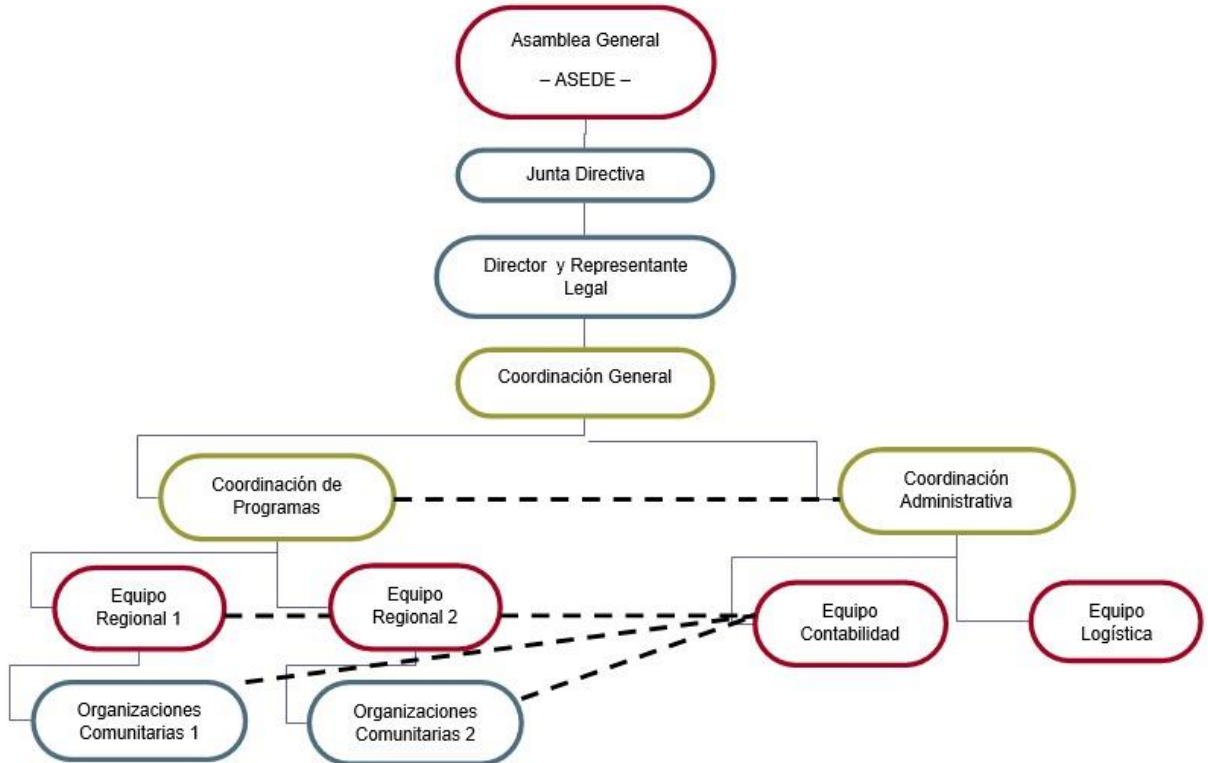 Asamblea General
– ASEDE –
Junta Directiva
Director y Representante
Legal
Coordinación General
Coordinación de
Programas
Coordinación
Administrativa
Equipo
Regional 1
Equipo
Regional 2
Equipo
Contabilidad
Equipo
Logística
Organizaciones
Comunitarias 1
Organizaciones
Comunitarias 2